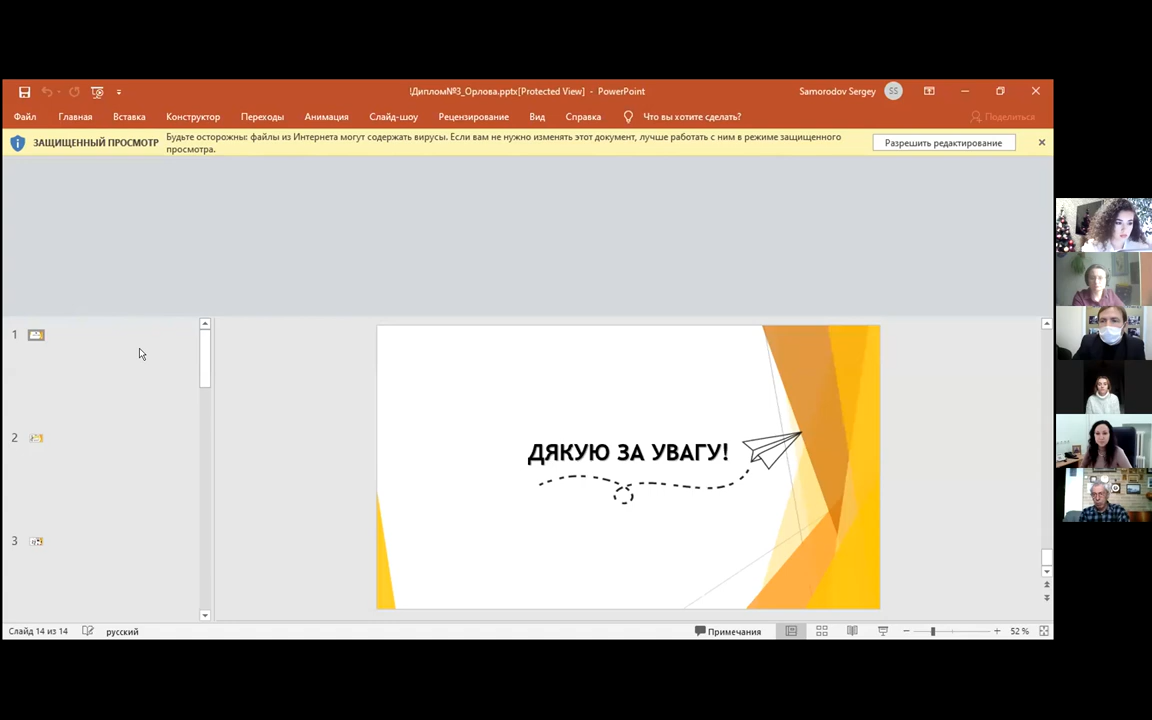 !Диплом№3_Орлова.pptx[Protected View] - PowerPoint
Samorodov Sergey
SS
Файл Главная Вставка Конструктор Переходы Анимация Слайд-шоу Рецензирование Вид Справка Что вы хотите сделать? Поделиться
ЗАЩИЩЕННЫЙ ПРОСМОТР
Будьте осторожны: файлы из Интернета могут содержать вирусы. Если вам не нужно изменять этот документ, лучше работать с ним в режиме защищенного
просмотра.
Разрешить редактирование
1
2
3
ДЯКУЮ ЗА УВАГУ!
Слайд 14 из 14 русский Примечания 52 %